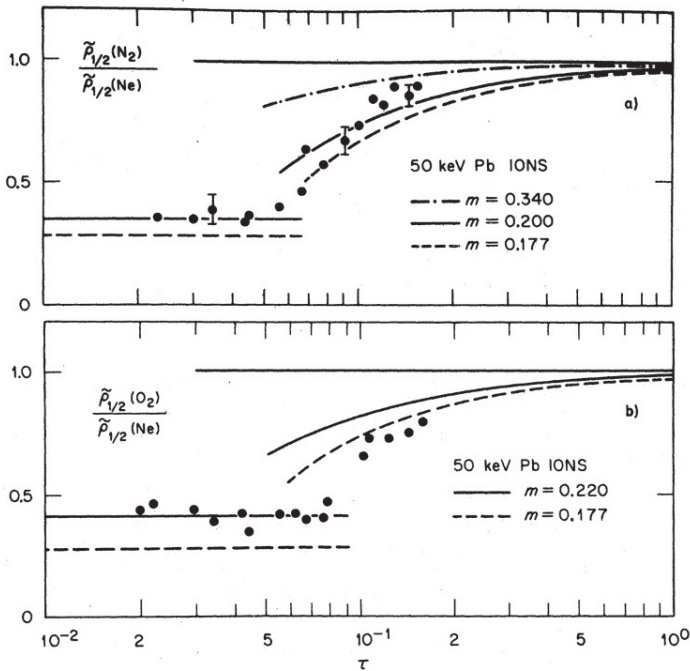 1.0
ρ̃1/2(N2)
ρ̃1/2(Ne)
a)
50 keV Pb IONS
0.5
m = 0.340
m = 0.200
m = 0.177
0
1.0
ρ̃1/2(O2)
ρ̃1/2(Ne)
b)
50 keV Pb IONS
0.5
m = 0.220
m = 0.177
0
10⁻² 2 5 10⁻¹ 2 5 10⁰
τ